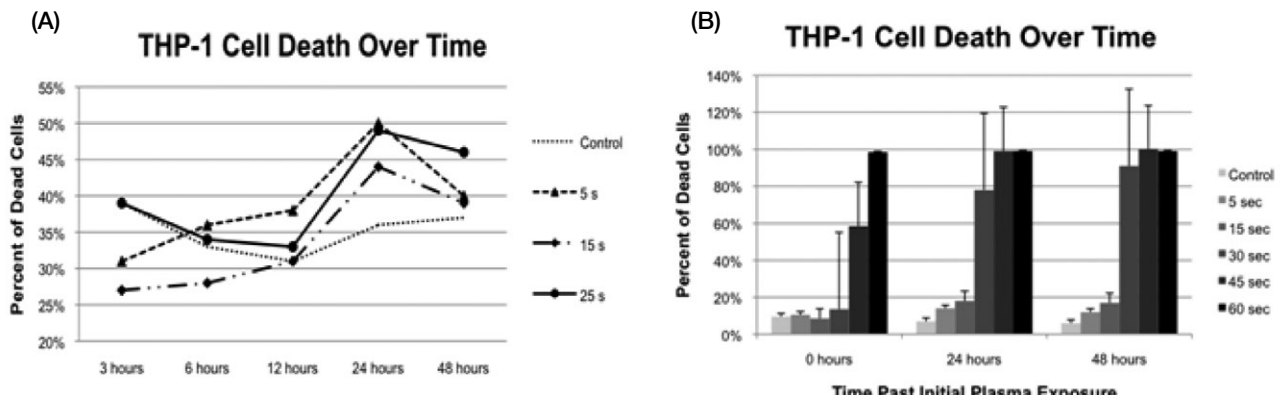 (A)
THP-1 Cell Death Over Time
Percent of Dead Cells
55%
50%
45%
40%
35%
30%
25%
20%
3 hours 6 hours 12 hours 24 hours 48 hours
Control
5 s
15 s
25 s
(B)
THP-1 Cell Death Over Time
Percent of Dead Cells
140%
120%
100%
80%
60%
40%
20%
0%
0 hours 24 hours 48 hours
Time Past Initial Plasma Exposure
Control
5 sec
15 sec
30 sec
45 sec
60 sec